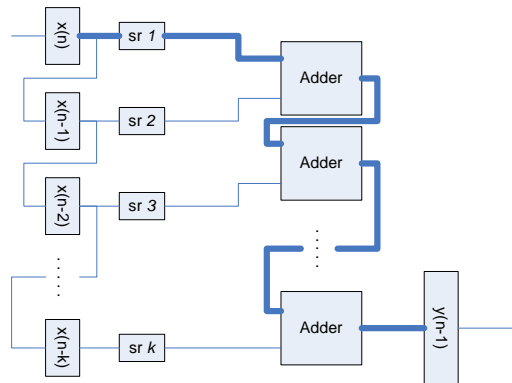 x(n)
sr 1
Adder
x(n-1)
sr 2
Adder
x(n-2)
sr 3
Adder
x(n-k)
sr k
y(n-1)